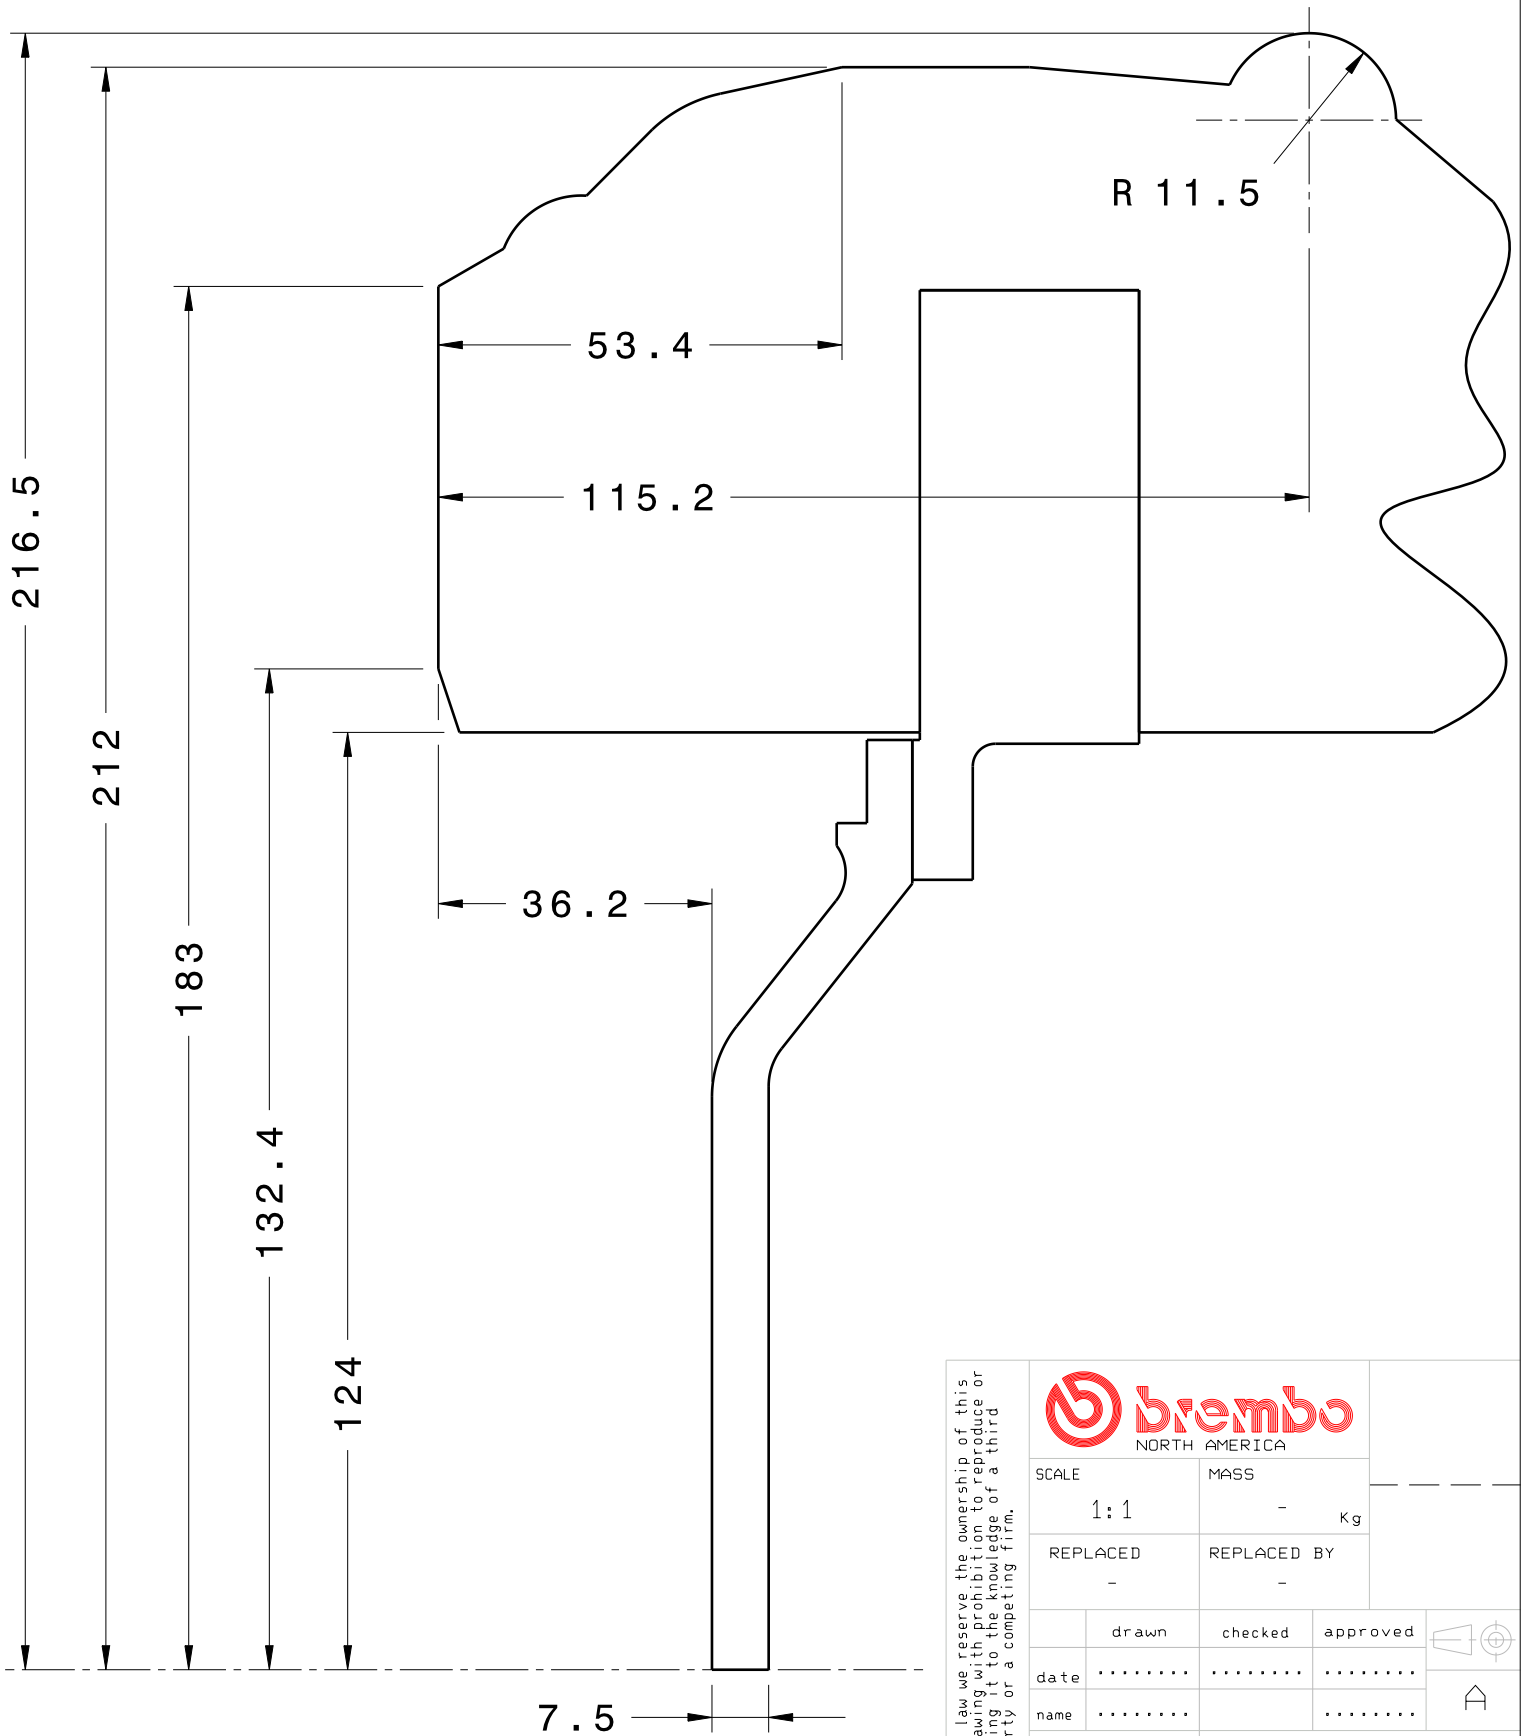 R 11.5
53.4
115.2
216.5
212
36.2
183
132.4
124
7.5
law we reserve the ownership of this
awing with prohibition to reproduce or
ing it to the knowledge of a third
rty or a competing firm.
brembo
NORTH AMERICA
SCALE
MASS
1:1
- Kg
REPLACED
REPLACED BY
-
-
drawn checked approved
date ........ ........ ........
name ........ ........
A